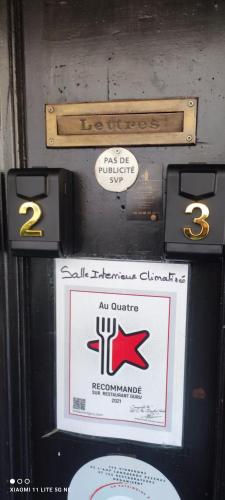 Lettres
PAS DE
PUBLICITÉ
SVP
2
3
Salle Interieure Climatisé
Au Quatre
RECOMMANDÉ
SUR RESTAURANT GURU
2021
XIAOMI 11 LITE 5G NE